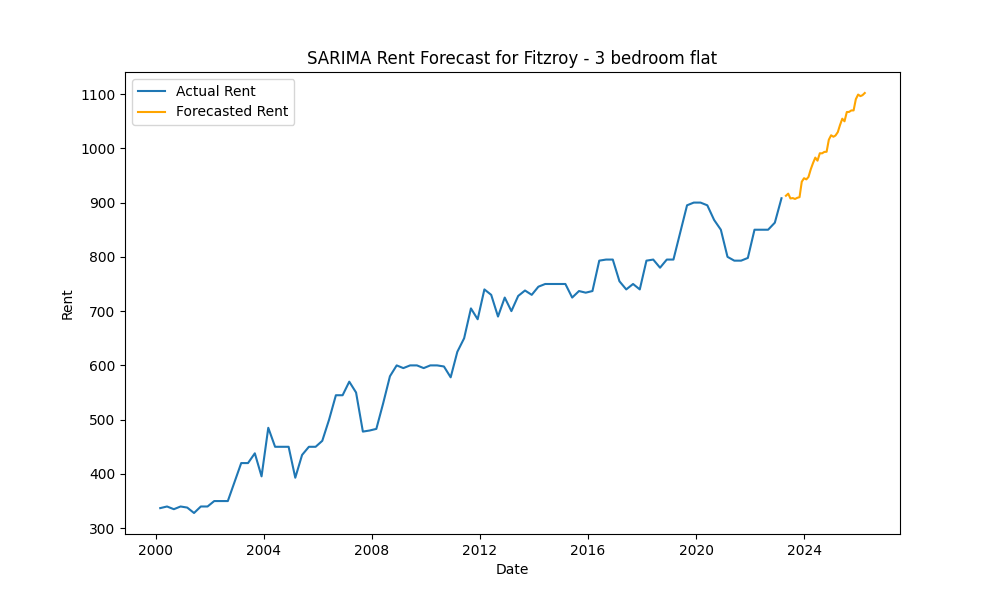 SARIMA Rent Forecast for Fitzroy - 3 bedroom flat
Actual Rent
Forecasted Rent
1100
1000
900
800
700
600
500
400
300
Rent
2000 2004 2008 2012 2016 2020 2024
Date